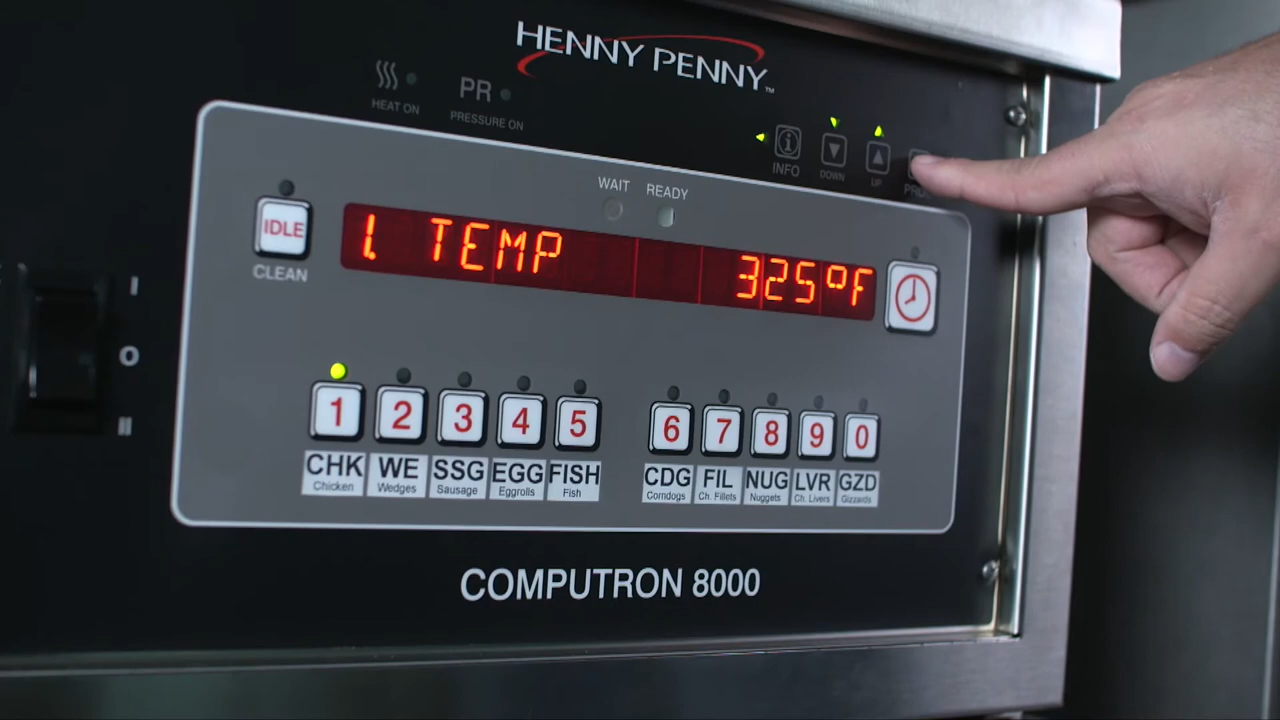 HENNY PENNY™
PR
HEAT ON
PRESSURE ON
INFO
DOWN
UP
WAIT
READY
IDLE
CLEAN
1. TEMP 325°F
I
O
II
1 2 3 4 5 6 7 8 9 0
CHK WE SSG EGG FISH CDG FIL NUG LVR GZD
Chicken Wedges Sausage Eggrolls Fish Corndogs Ch. Fillets Nuggets Ch. Livers Gizzards
COMPUTRON 8000